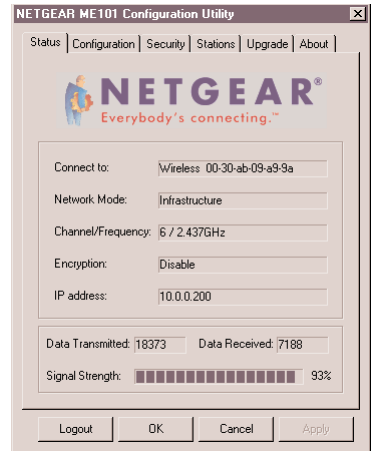 NETGEAR ME101 Configuration Utility
Status Configuration Security Stations Upgrade About
NETGEAR®
Everybody's connecting.™
Connect to: Wireless 00-30-ab-09-a9-9a
Network Mode: Infrastructure
Channel/Frequency: 6 / 2.437GHz
Encryption: Disable
IP address: 10.0.0.200
Data Transmitted: 18373 Data Received: 7188
Signal Strength: 93%
Logout OK Cancel Apply